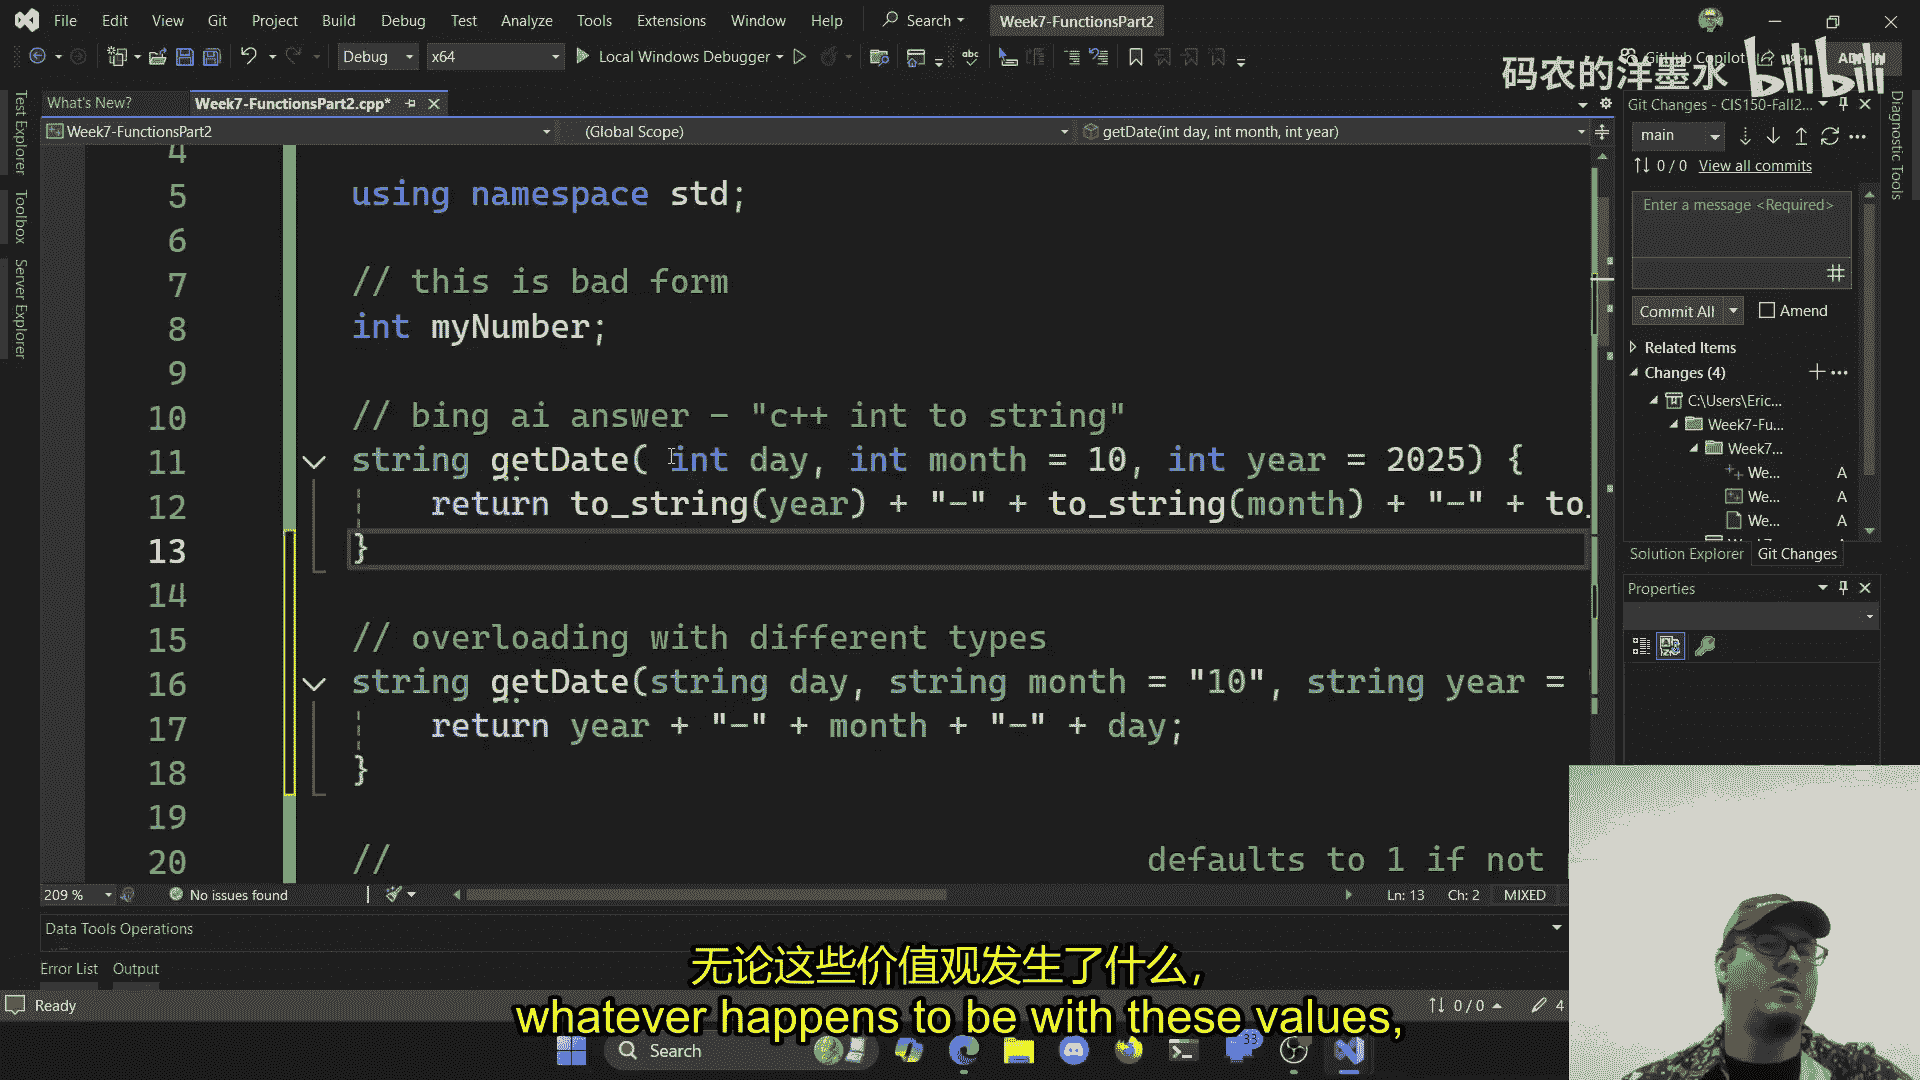 File Edit View Git Project Build Debug Test Analyze Tools Extensions Window Help Search Week7-FunctionsPart2
Debug x64 Local Windows Debugger GitHub Copilot ADMIN
码农的洋墨水 bilibili
What's New? Week7-FunctionsPart2.cpp*
Week7-FunctionsPart2 (Global Scope) getDate(int day, int month, int year)
Test Explorer
Toolbox
Server Explorer
4
5 using namespace std;
6
7 // this is bad form
8 int myNumber;
9
10 // bing ai answer - "c++ int to string"
11 string getDate( int day, int month = 10, int year = 2025) {
12 return to_string(year) + "-" + to_string(month) + "-" + to_
13 }
14
15 // overloading with different types
16 string getDate(string day, string month = "10", string year =
17 return year + "-" + month + "-" + day;
18 }
19
20 // defaults to 1 if not
209 % No issues found Ln: 13 Ch: 2 MIXED
Data Tools Operations
Error List Output
Ready 0 / 0 4
Git Changes - CIS150-Fall2...
main
0 / 0 View all commits
Enter a message <Required>
Commit All Amend
Related Items
Changes (4)
C:\Users\Eric...
Week7-Fu...
Week7...
We... A
We... A
We... A
Solution Explorer Git Changes
Properties
Diagnostic Tools
无论这些价值观发生了什么，
whatever happens to be with these values,
Search
33